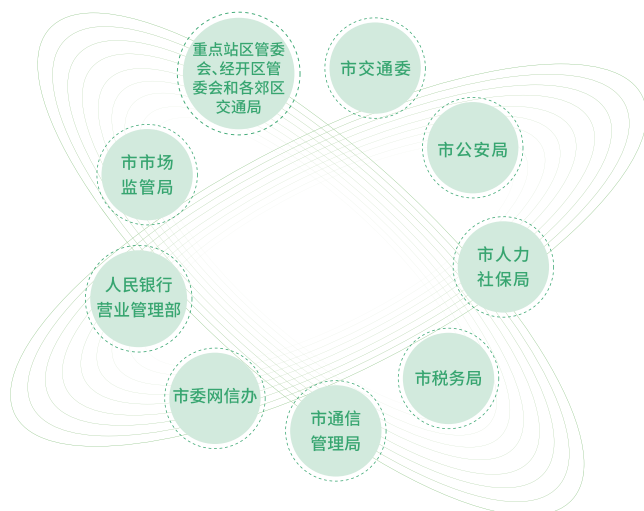 重点站区管委
会、经开区管
委会和各郊区
交通局
市交通委
市公安局
市人力
社保局
市税务局
市通信
管理局
市委网信办
人民银行
营业管理部
市市场
监管局